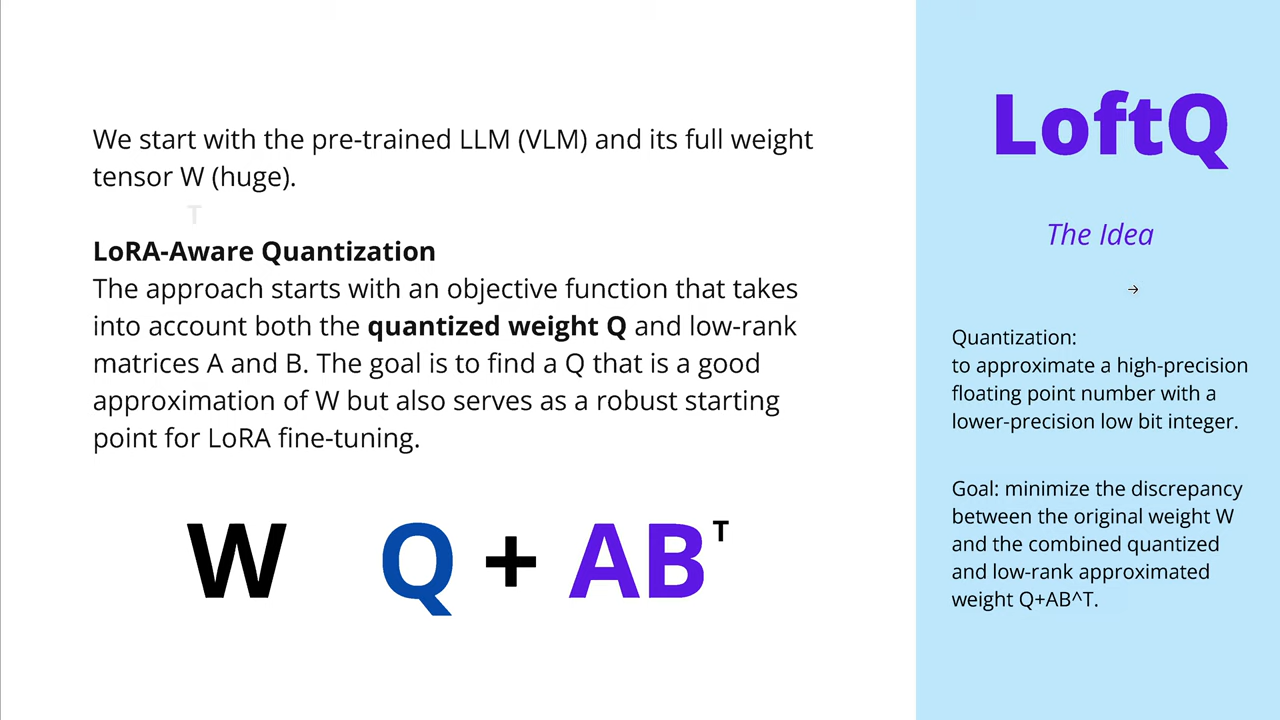 We start with the pre-trained LLM (VLM) and its full weight
tensor W (huge).
T
LoRA-Aware Quantization
The approach starts with an objective function that takes
into account both the quantized weight Q and low-rank
matrices A and B. The goal is to find a Q that is a good
approximation of W but also serves as a robust starting
point for LoRA fine-tuning.
W Q + AB^T
LoftQ
The Idea
→
Quantization:
to approximate a high-precision
floating point number with a
lower-precision low bit integer.
Goal: minimize the discrepancy
between the original weight W
and the combined quantized
and low-rank approximated
weight Q+AB^T.